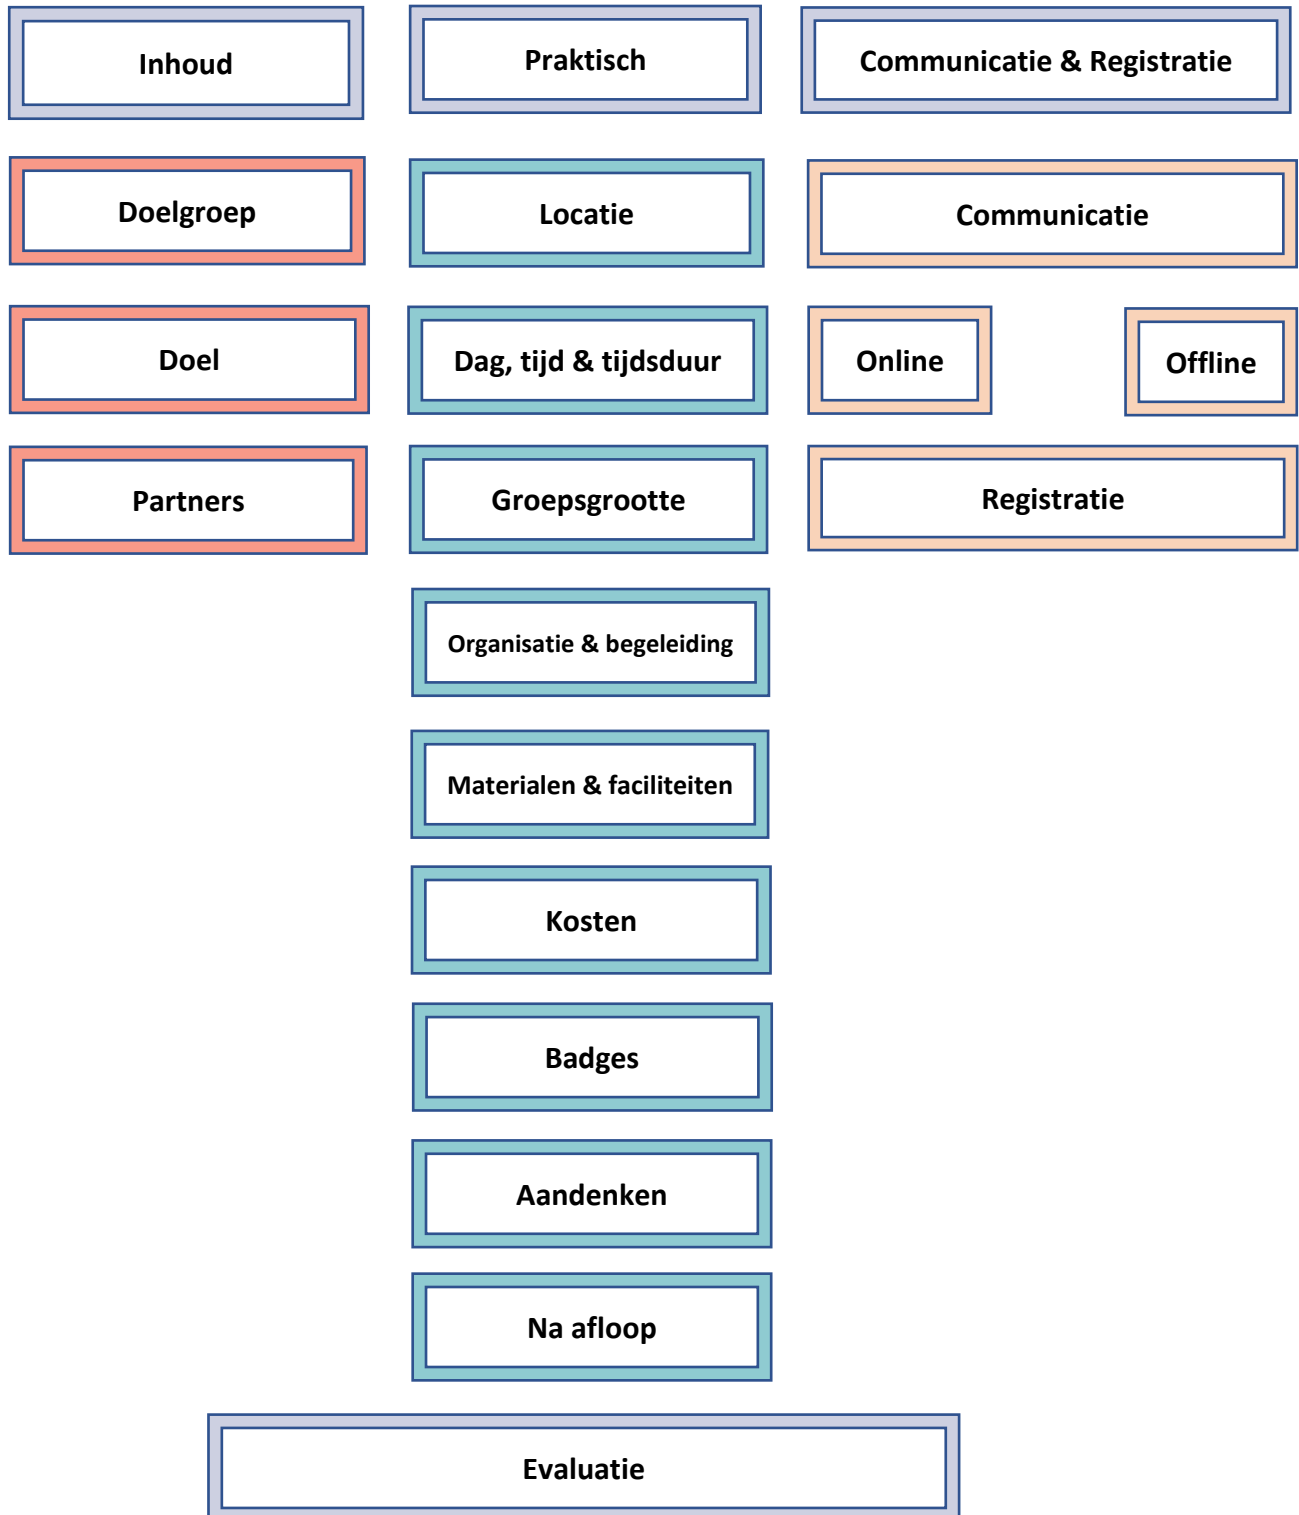 Inhoud
Praktisch
Communicatie & Registratie
Doelgroep
Locatie
Communicatie
Doel
Dag, tijd & tijdsduur
Online
Offline
Partners
Groepsgrootte
Registratie
Organisatie & begeleiding
Materialen & faciliteiten
Kosten
Badges
Aandenken
Na afloop
Evaluatie